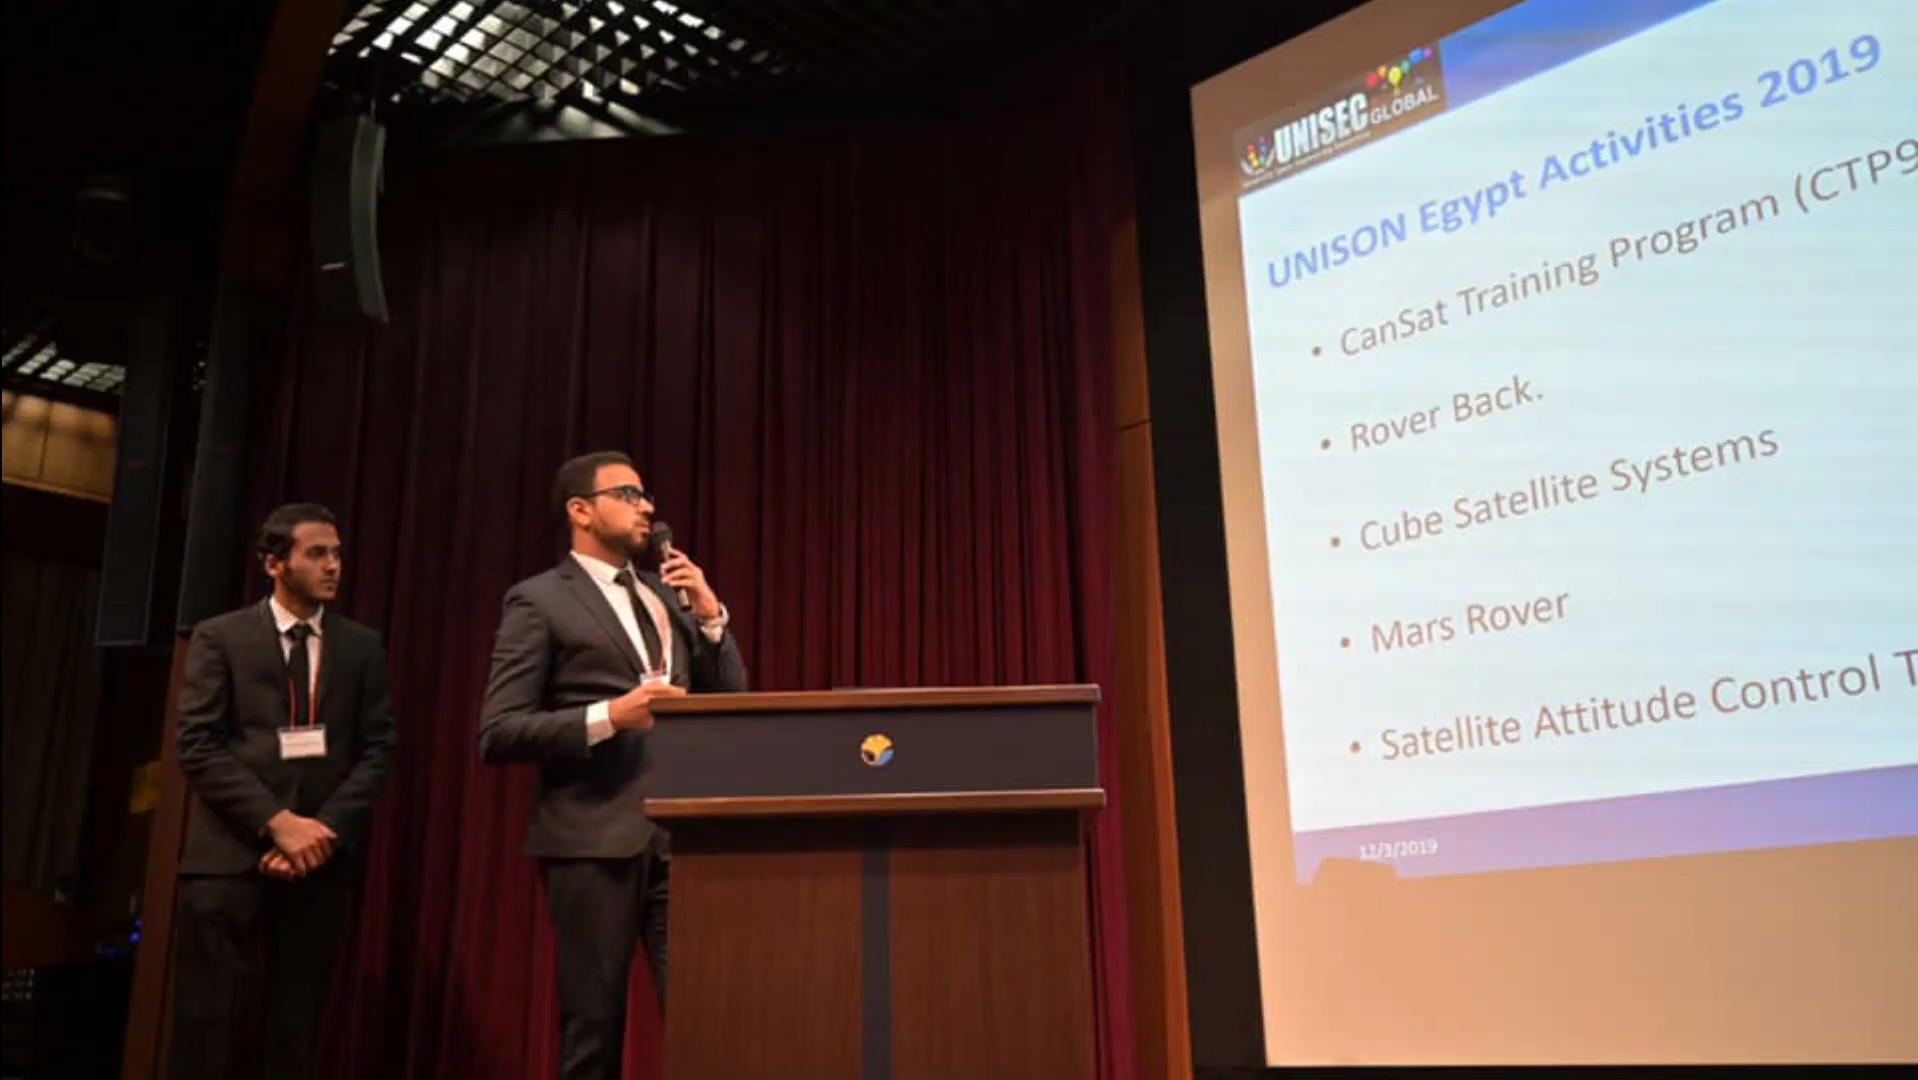 UNISEC GLOBAL
UNISON Egypt Activities 2019
• CanSat Training Program (CTP9
• Rover Back.
• Cube Satellite Systems
• Mars Rover
• Satellite Attitude Control T
12/3/2019